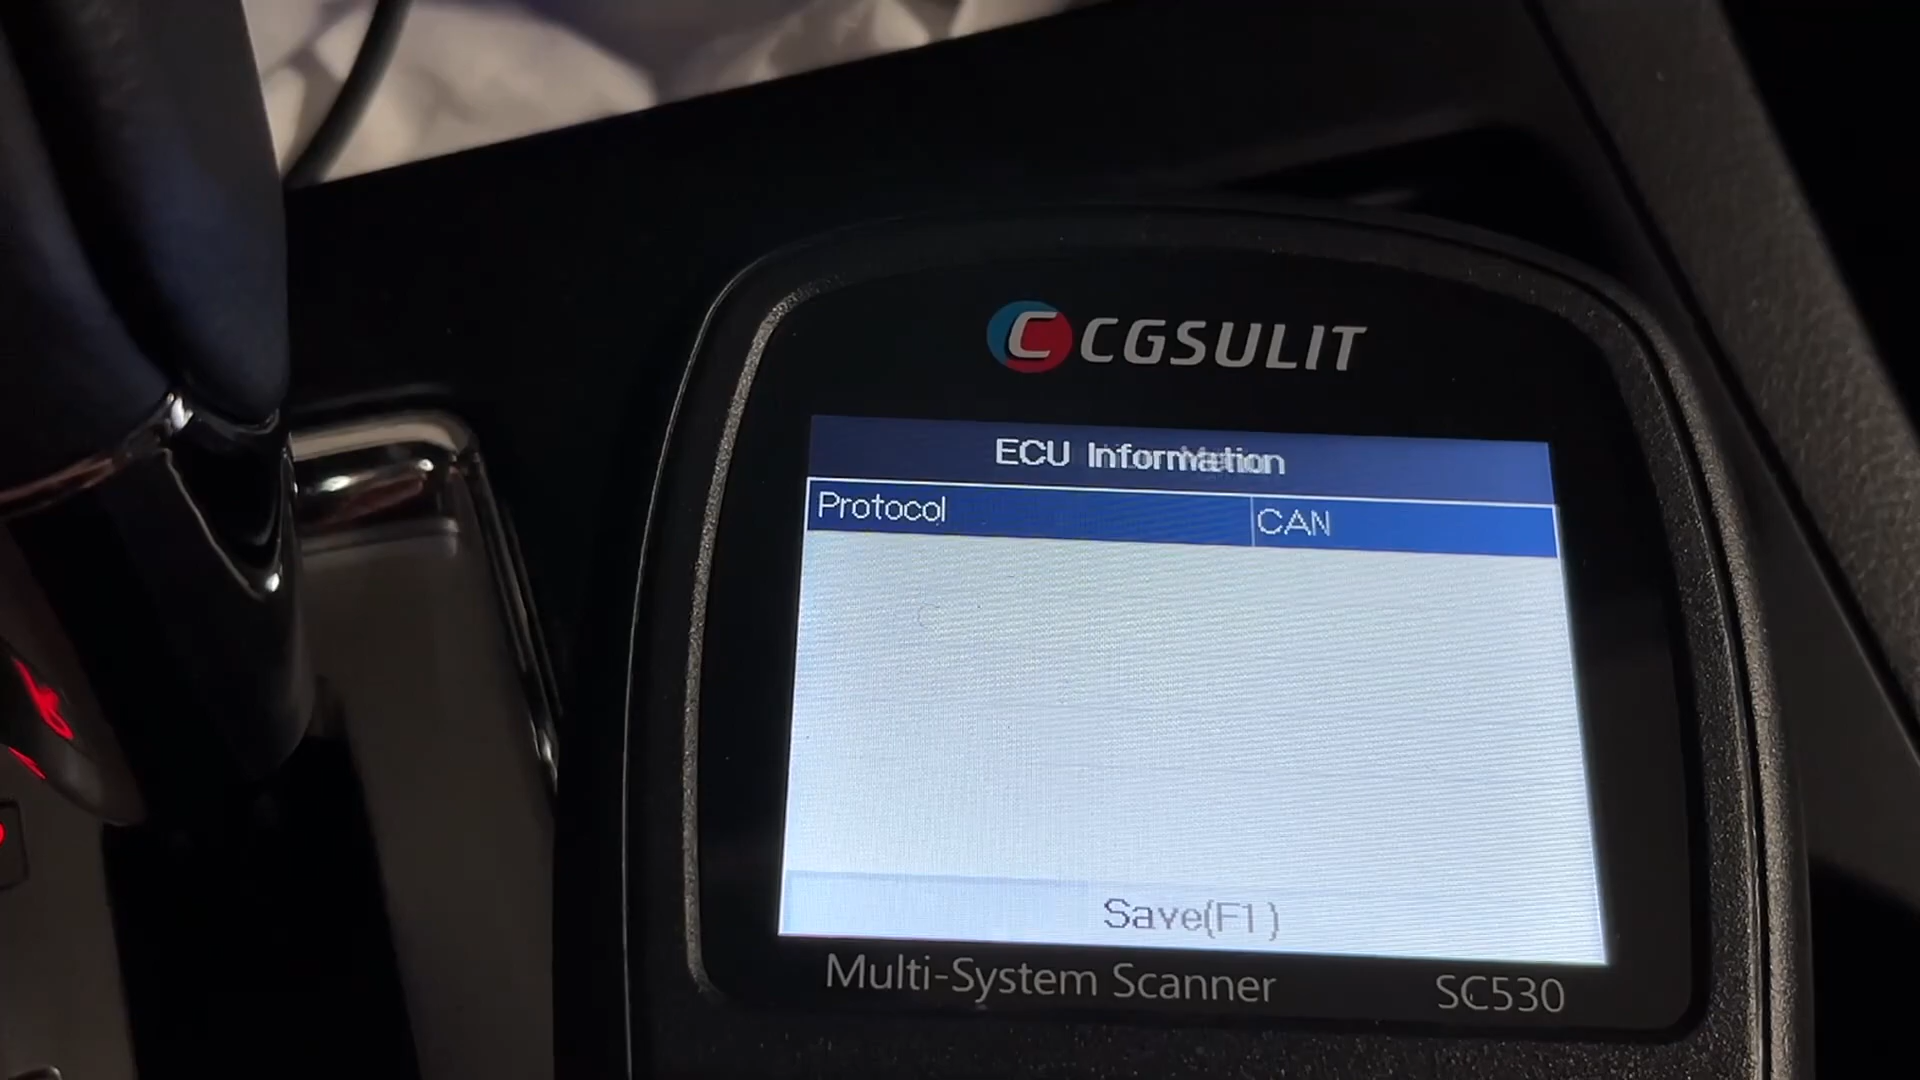 CGSULIT
ECU Information
Protocol CAN
Save(F1)
Multi-System Scanner SC530